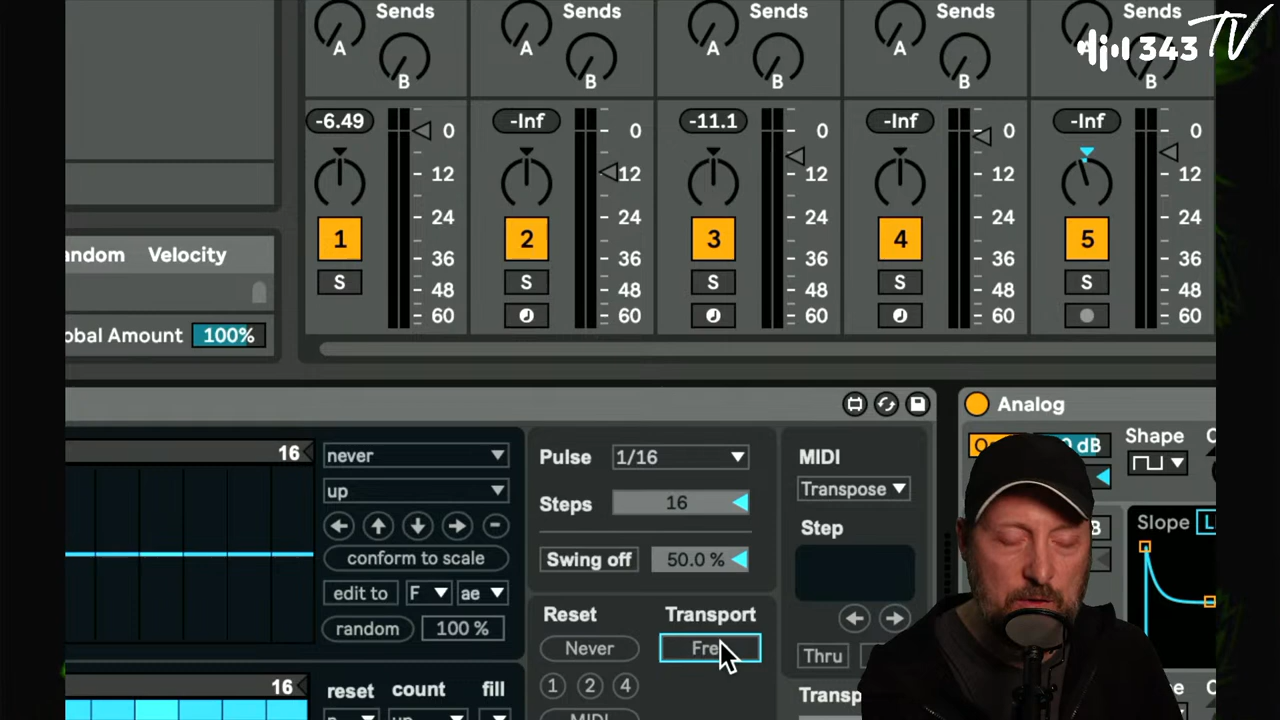 Sends Sends Sends Sends Sends
A A A A
B B B B B
343 TV
-6.49 -Inf -11.1 -Inf -Inf
0 0 0 0 0
12 12 12 12 12
24 24 24 24 24
1 2 3 4 5
36 36 36 36 36
S S S S S
48 48 48 48 48
60 60 60 60 60
Velocity
100%
Analog
16 never
up
conform to scale
edit to F ae
random 100 %
16 reset count fill
Pulse 1/16
Steps 16
Swing off 50.0 %
Reset Transport
Never
1 2 4
MIDI
Transpose
Step
Thru
dB Shape
Slope